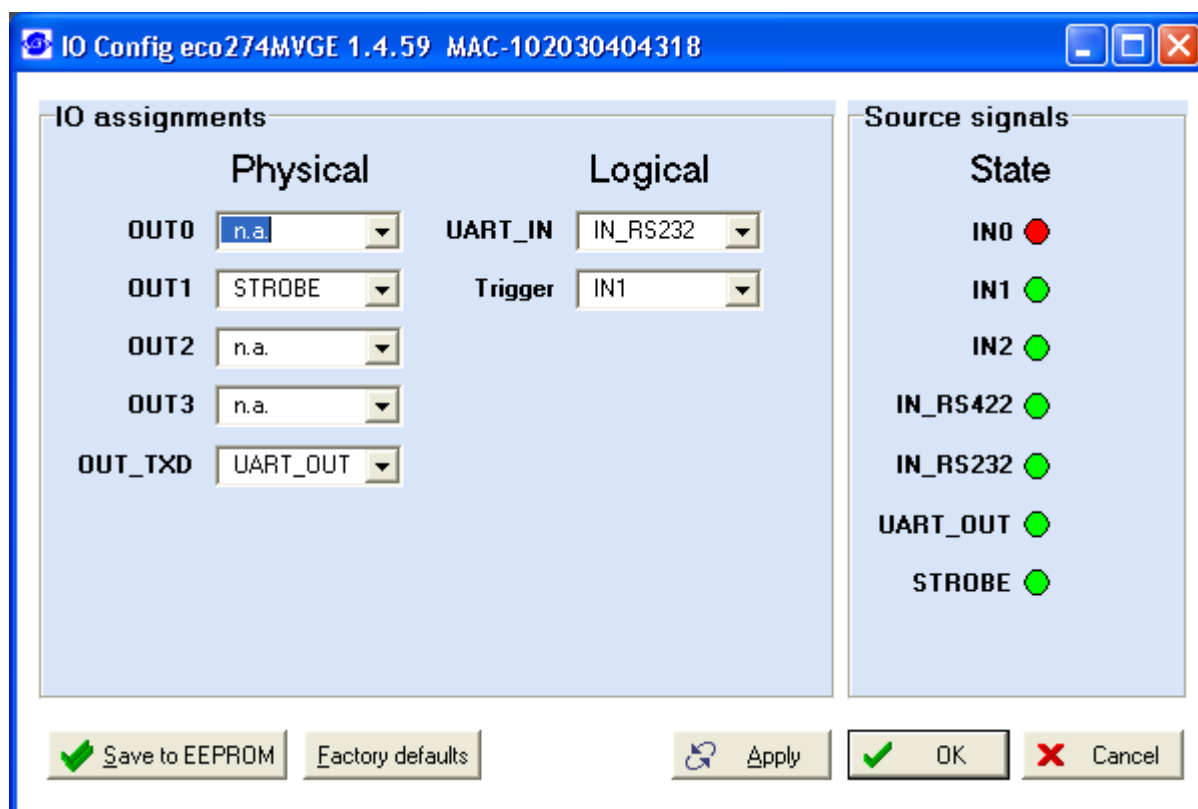 IO Config eco274MVGE 1.4.59 MAC-102030404318
IO assignments
Physical
Logical
OUT0 n.a.
UART_IN IN_RS232
OUT1 STROBE
Trigger IN1
OUT2 n.a.
OUT3 n.a.
OUT_TXD UART_OUT
Source signals
State
IN0
IN1
IN2
IN_RS422
IN_RS232
UART_OUT
STROBE
Save to EEPROM
Factory defaults
Apply
OK
Cancel